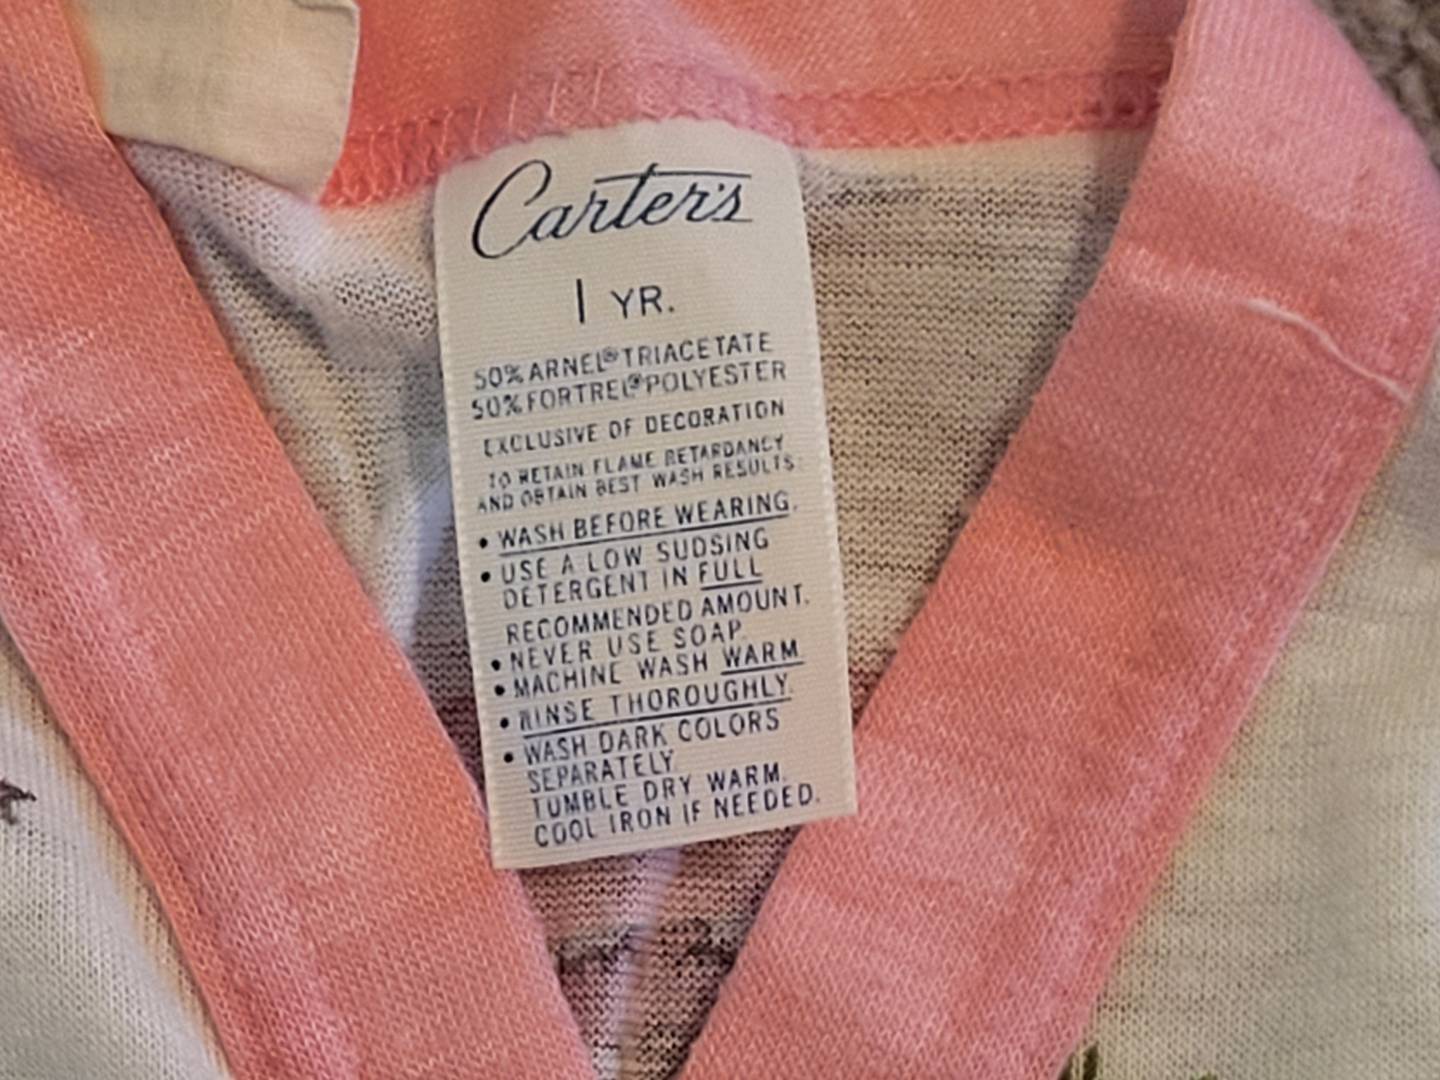 Carter's
1 YR.
50% ARNEL® TRIACETATE
50% FORTREL® POLYESTER
EXCLUSIVE OF DECORATION
TO RETAIN FLAME RETARDANCY
AND OBTAIN BEST WASH RESULTS:
• WASH BEFORE WEARING.
• USE A LOW SUDSING
DETERGENT IN FULL
RECOMMENDED AMOUNT.
• NEVER USE SOAP.
• MACHINE WASH WARM
• RINSE THOROUGHLY.
• WASH DARK COLORS
SEPARATELY.
TUMBLE DRY WARM.
COOL IRON IF NEEDED.